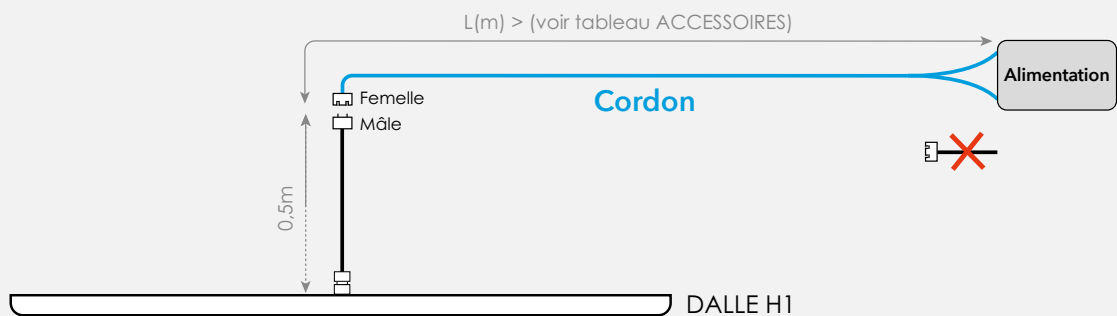 L(m) > (voir tableau ACCESSOIRES)
Alimentation
Femelle
Cordon
Mâle
0,5m
DALLE H1